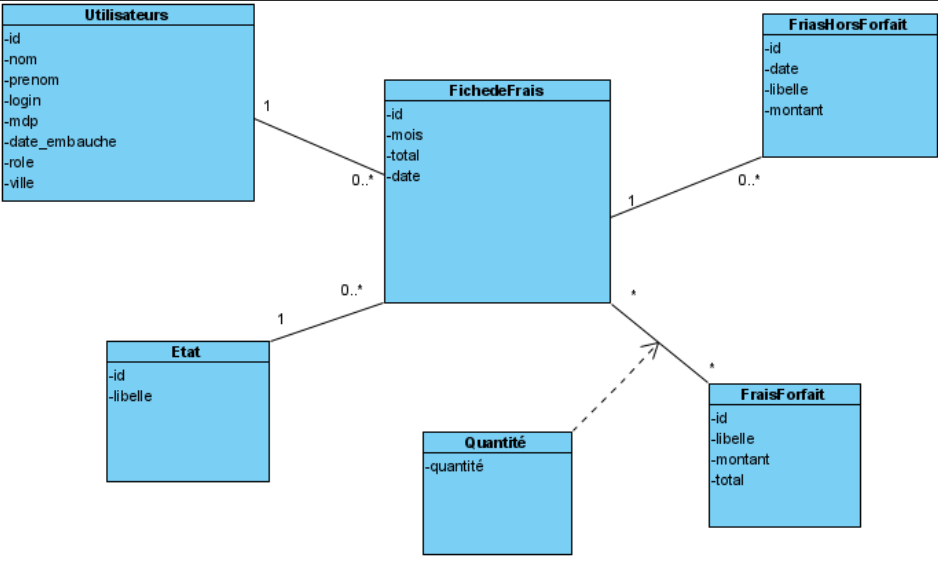 Utilisateurs
-id
-nom
-prenom
-login
-mdp
-date_embauche
-role
-ville
1
0..*
FichedeFrais
-id
-mois
-total
-date
FriasHorsForfait
-id
-date
-libelle
-montant
1
0..*
0..*
1
Etat
-id
-libelle
*
*
Quantité
-quantité
FraisForfait
-id
-libelle
-montant
-total